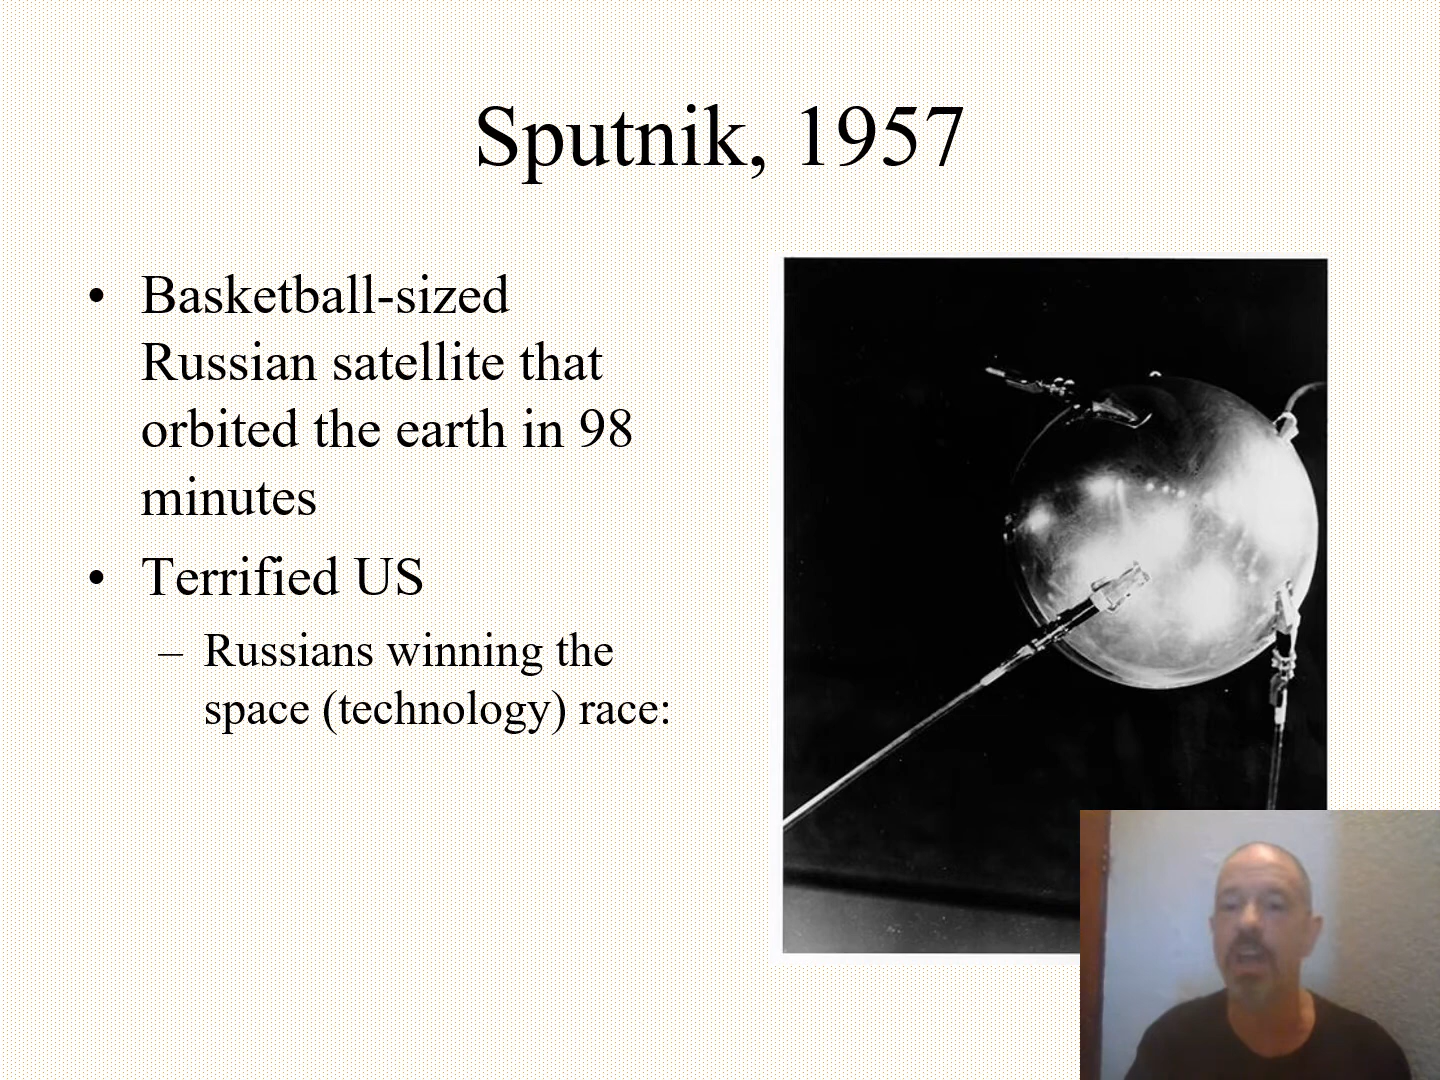 Sputnik, 1957
• Basketball-sized
Russian satellite that
orbited the earth in 98
minutes
• Terrified US
– Russians winning the
space (technology) race: